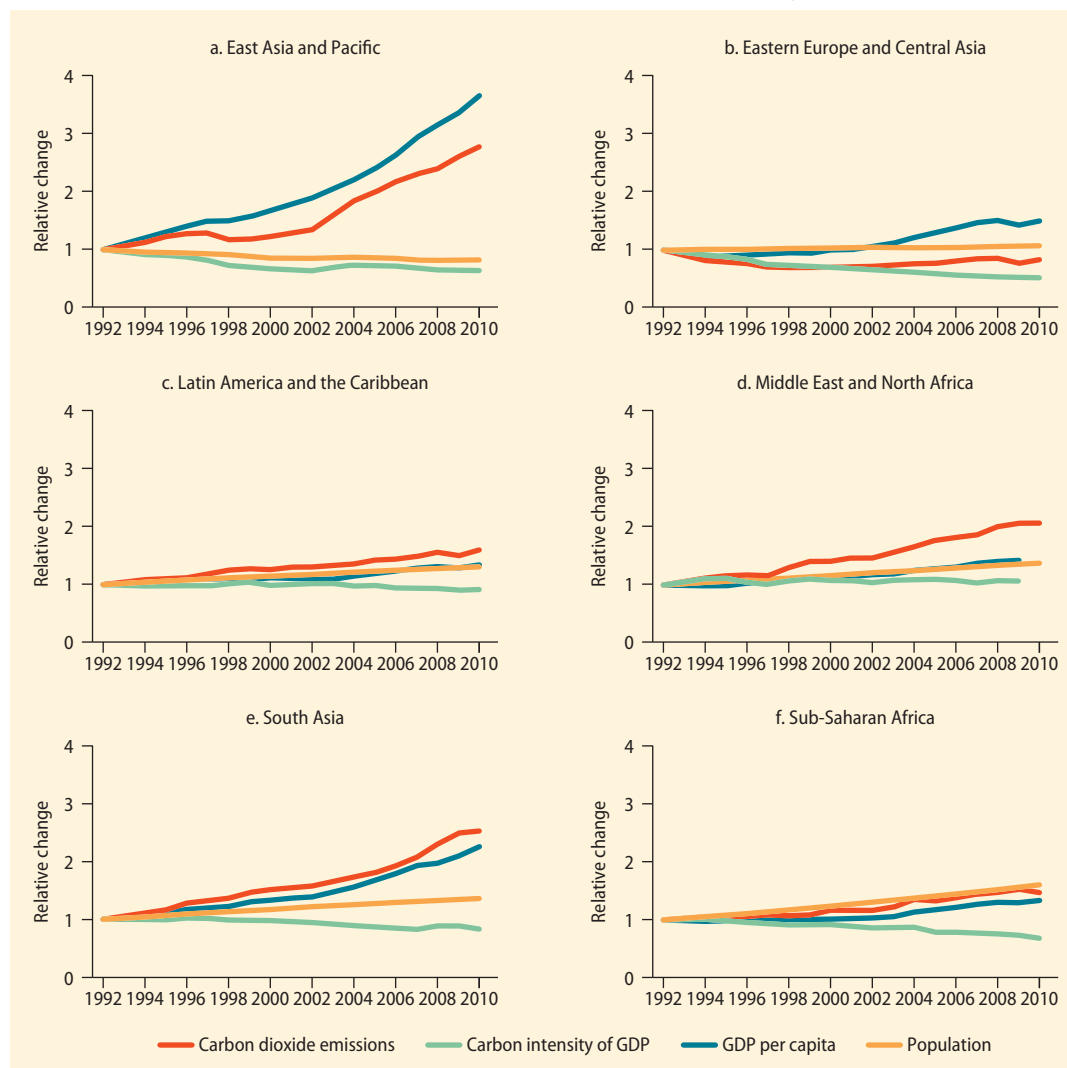 a. East Asia and Pacific
4
3
2
1
0
Relative change
1992 1994 1996 1998 2000 2002 2004 2006 2008 2010
b. Eastern Europe and Central Asia
4
3
2
1
0
Relative change
1992 1994 1996 1998 2000 2002 2004 2006 2008 2010
c. Latin America and the Caribbean
4
3
2
1
0
Relative change
1992 1994 1996 1998 2000 2002 2004 2006 2008 2010
d. Middle East and North Africa
4
3
2
1
0
Relative change
1992 1994 1996 1998 2000 2002 2004 2006 2008 2010
e. South Asia
4
3
2
1
0
Relative change
1992 1994 1996 1998 2000 2002 2004 2006 2008 2010
f. Sub-Saharan Africa
4
3
2
1
0
Relative change
1992 1994 1996 1998 2000 2002 2004 2006 2008 2010
Carbon dioxide emissions Carbon intensity of GDP GDP per capita Population